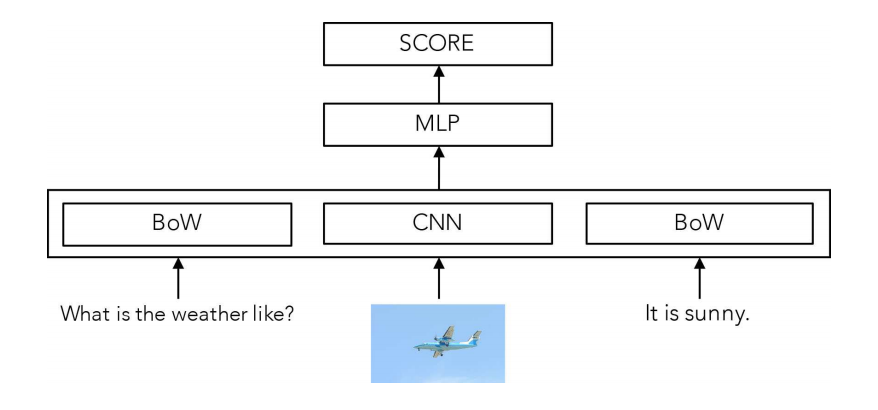 SCORE
MLP
BoW
CNN
BoW
What is the weather like?
It is sunny.